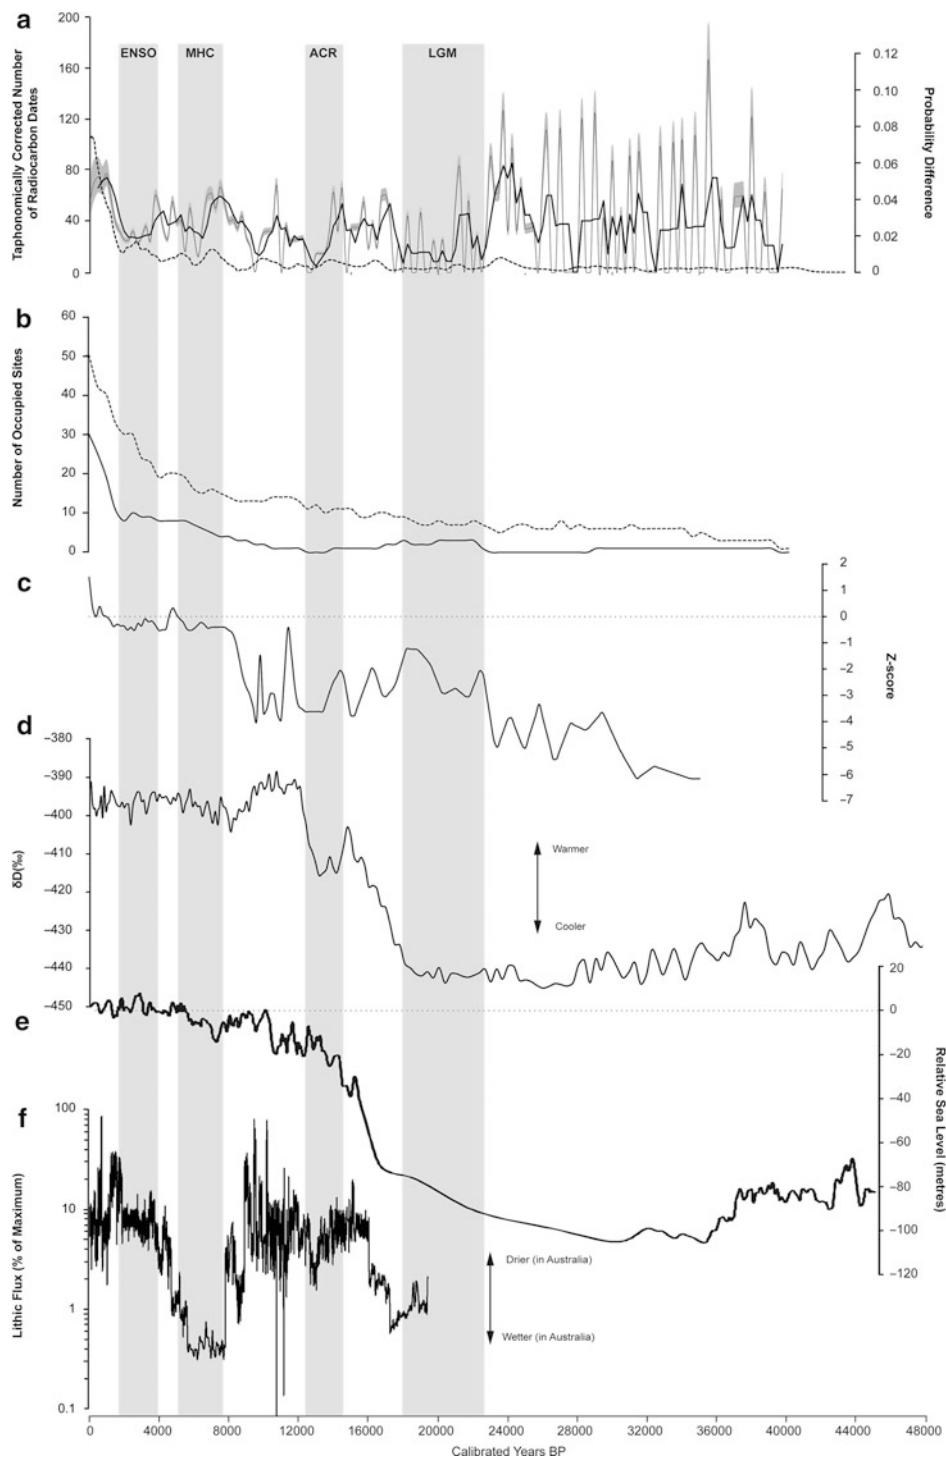 a
200
160
120
80
40
0
Taphonomically Corrected Number
of Radiocarbon Dates
ENSO
MHC
ACR
LGM
0.12
0.10
0.08
0.06
0.04
0.02
0
Probability Difference
b
60
50
40
30
20
10
0
Number of Occupied Sites
c
2
1
0
−1
−2
−3
−4
−5
−6
−7
Z-score
d
−380
−390
−400
−410
−420
−430
−440
−450
δD(‰)
Warmer
Cooler
e
20
0
−20
−40
−60
−80
−100
−120
Relative Sea Level (metres)
f
100
10
1
0.1
Lithic Flux (% of Maximum)
Drier (in Australia)
Wetter (in Australia)
0 4000 8000 12000 16000 20000 24000 28000 32000 36000 40000 44000 48000
Calibrated Years BP